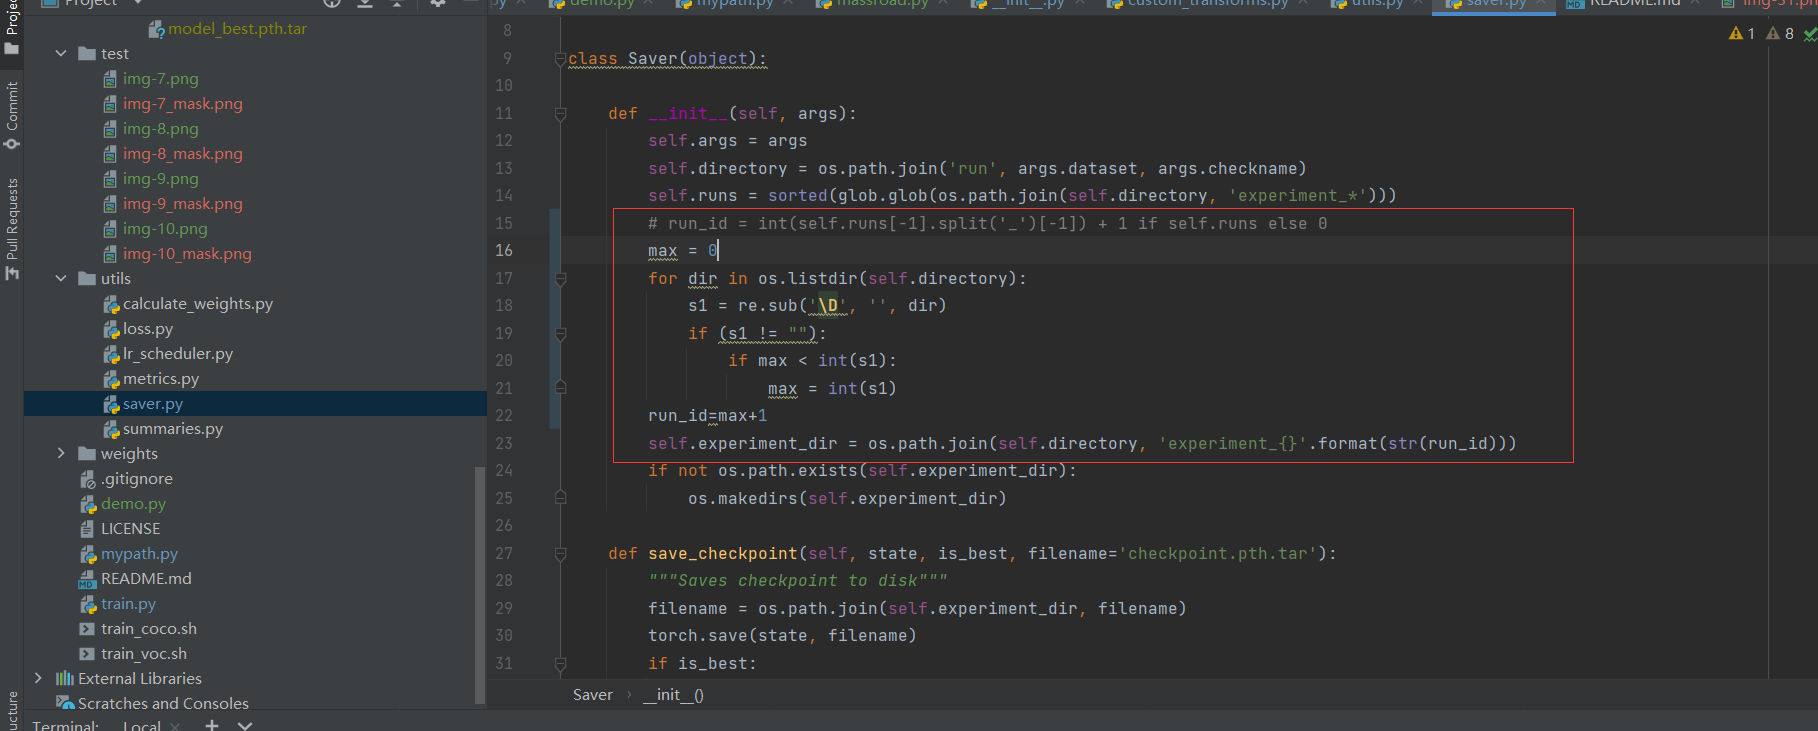 Project
demo.py
mypath.py
massroad.py
__init__.py
custom_transforms.py
utils.py
saver.py
README.md
model_best.pth.tar
test
img-7.png
img-7_mask.png
img-8.png
img-8_mask.png
img-9.png
img-9_mask.png
img-10.png
img-10_mask.png
utils
calculate_weights.py
loss.py
lr_scheduler.py
metrics.py
saver.py
summaries.py
weights
.gitignore
demo.py
LICENSE
mypath.py
README.md
train.py
train_coco.sh
train_voc.sh
External Libraries
Scratches and Consoles
Commit
Pull Requests
1 8
8
9 class Saver(object):
10
11 def __init__(self, args):
12 self.args = args
13 self.directory = os.path.join('run', args.dataset, args.checkname)
14 self.runs = sorted(glob.glob(os.path.join(self.directory, 'experiment_*')))
15 # run_id = int(self.runs[-1].split('_')[-1]) + 1 if self.runs else 0
16 max = 0
17 for dir in os.listdir(self.directory):
18 s1 = re.sub('\D', '', dir)
19 if (s1 != ""):
20 if max < int(s1):
21 max = int(s1)
22 run_id=max+1
23 self.experiment_dir = os.path.join(self.directory, 'experiment_{}'.format(str(run_id)))
24 if not os.path.exists(self.experiment_dir):
25 os.makedirs(self.experiment_dir)
26
27 def save_checkpoint(self, state, is_best, filename='checkpoint.pth.tar'):
28 """Saves checkpoint to disk"""
29 filename = os.path.join(self.experiment_dir, filename)
30 torch.save(state, filename)
31 if is_best:
Saver › __init__()
Terminal: Local